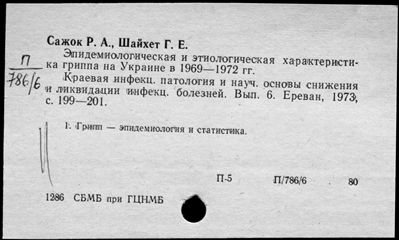 Сажок Р. А., Шайхет Г. Е.
Эпидемиологическая и этиологическая характеристи-
ка гриппа на Украине в 1969—1972 гг.
П
786/6
Краевая инфекц. патология и науч. основы снижения
и ликвидации инфекц. болезней. Вып. 6. Ереван, 1973,
с. 199—201.
1. Грипп — эпидемиология и статистика.
П-5 П/786/6 80
1286 СБМБ при ГЦНМБ